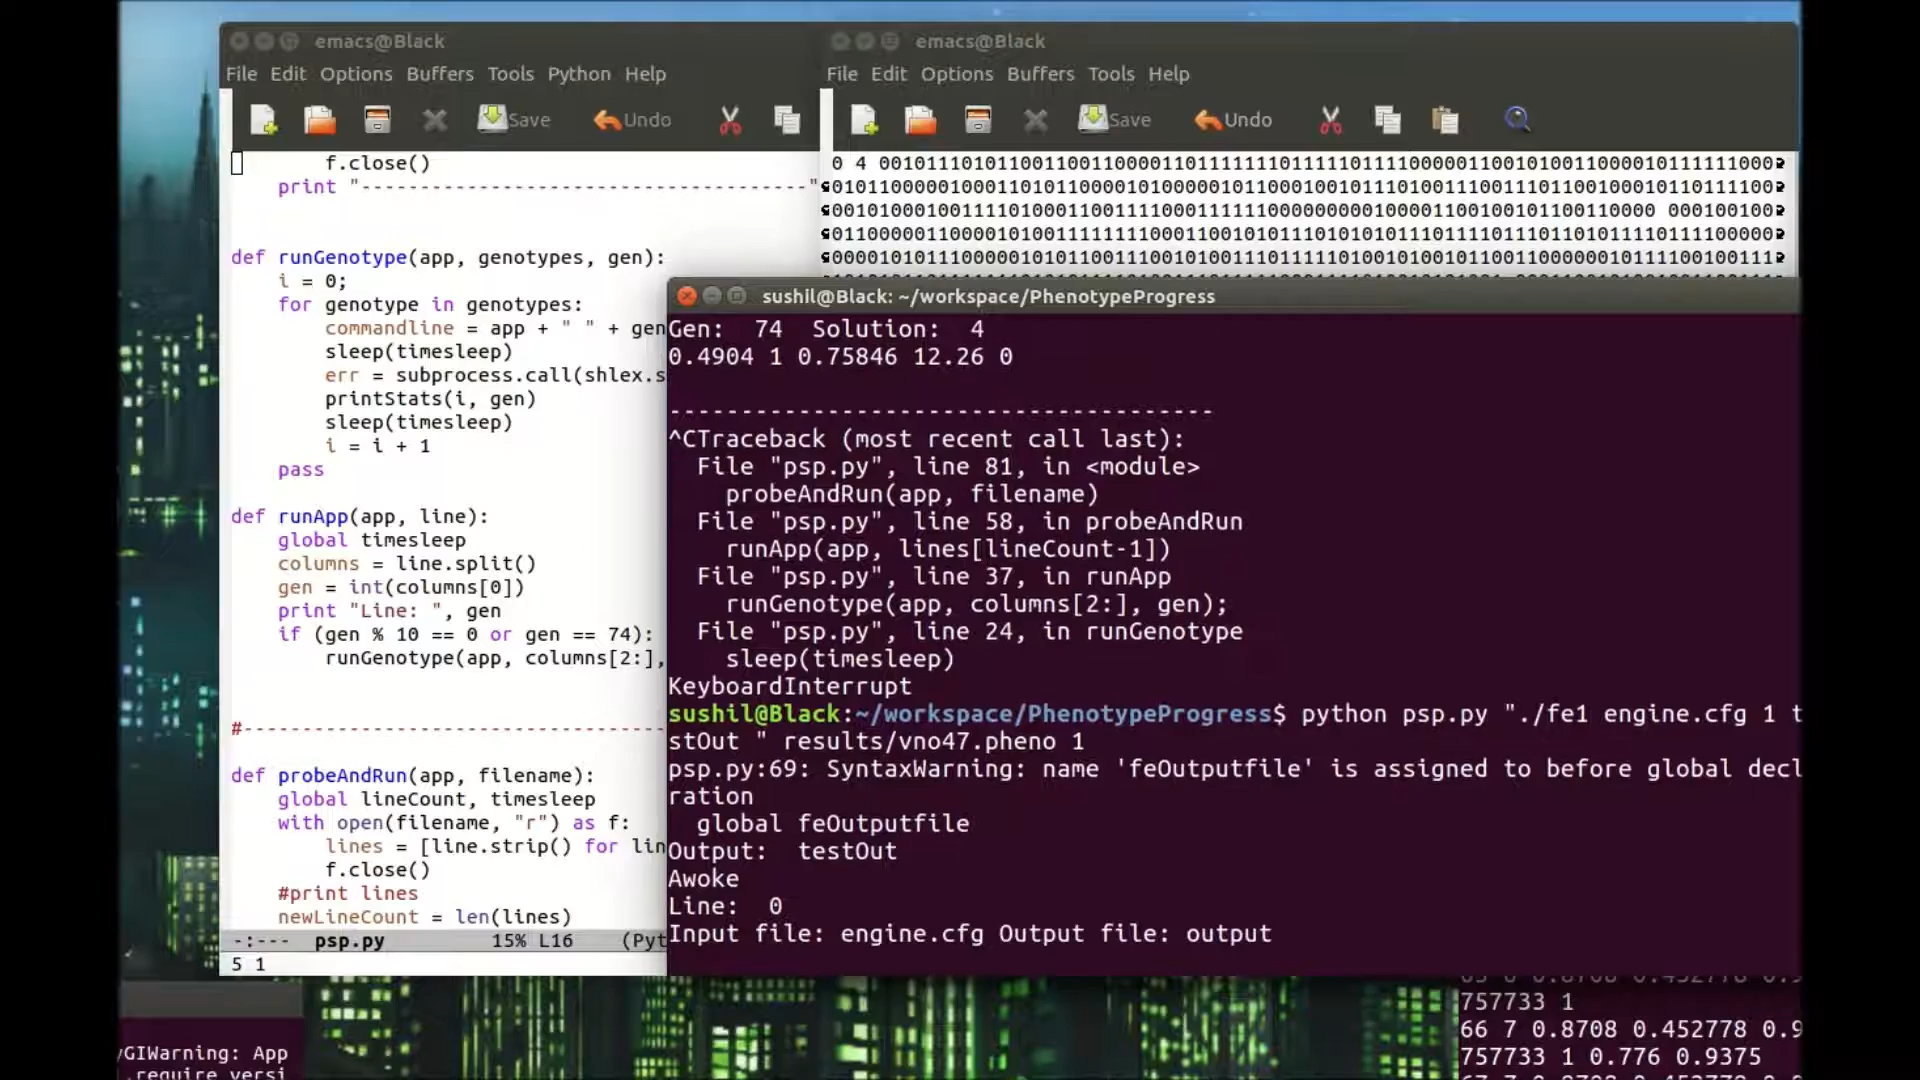 emacs@Black
File Edit Options Buffers Tools Python Help
Save Undo
f.close()
print "--------------------------------------"
def runGenotype(app, genotypes, gen):
i = 0;
for genotype in genotypes:
commandline = app + " " + gen
sleep(timesleep)
err = subprocess.call(shlex.s
printStats(i, gen)
sleep(timesleep)
i = i + 1
pass
def runApp(app, line):
global timesleep
columns = line.split()
gen = int(columns[0])
print "Line: ", gen
if (gen % 10 == 0 or gen == 74):
runGenotype(app, columns[2:],
#------------------------------------
def probeAndRun(app, filename):
global lineCount, timesleep
with open(filename, "r") as f:
lines = [line.strip() for lin
f.close()
#print lines
newLineCount = len(lines)
-:--- psp.py 15% L16 (Pyt
5 1
emacs@Black
File Edit Options Buffers Tools Help
Save Undo
sushil@Black: ~/workspace/PhenotypeProgress
Gen: 74 Solution: 4
0.4904 1 0.75846 12.26 0
--------------------------------------
^CTraceback (most recent call last):
File "psp.py", line 81, in <module>
probeAndRun(app, filename)
File "psp.py", line 58, in probeAndRun
runApp(app, lines[lineCount-1])
File "psp.py", line 37, in runApp
runGenotype(app, columns[2:], gen);
File "psp.py", line 24, in runGenotype
sleep(timesleep)
KeyboardInterrupt
sushil@Black:~/workspace/PhenotypeProgress$ python psp.py "./fe1 engine.cfg 1 t
stOut " results/vno47.pheno 1
psp.py:69: SyntaxWarning: name 'feOutputfile' is assigned to before global decl
ration
global feOutputfile
Output: testOut
Awoke
Line: 0
Input file: engine.cfg Output file: output
757733 1
66 7 0.8708 0.452778 0.9
757733 1 0.776 0.9375
yGIWarning: App
.require_versi